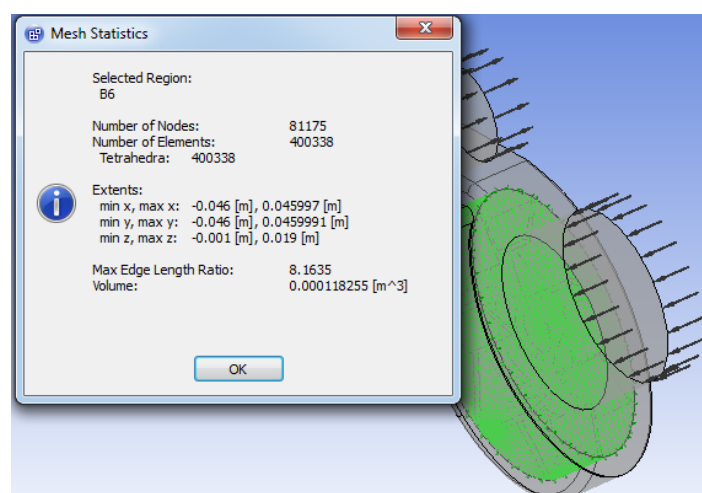 Mesh Statistics
Selected Region:
B6
Number of Nodes: 81175
Number of Elements: 400338
Tetrahedra: 400338
Extents:
min x, max x: -0.046 [m], 0.045997 [m]
min y, max y: -0.046 [m], 0.0459991 [m]
min z, max z: -0.001 [m], 0.019 [m]
Max Edge Length Ratio: 8.1635
Volume: 0.000118255 [m^3]
OK